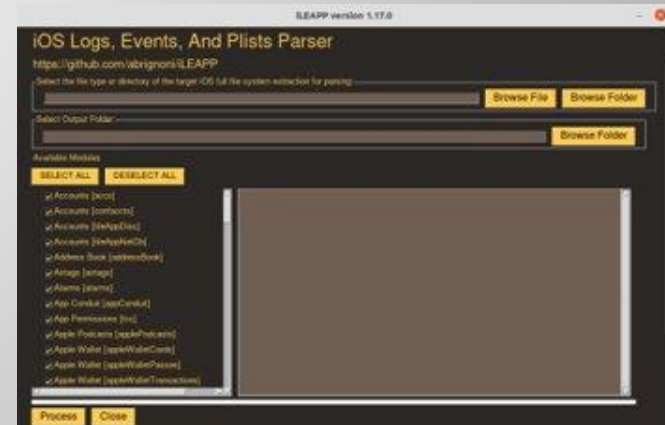 iLEAPP version 1.17.0
iOS Logs, Events, And Plists Parser
https://github.com/abrignoni/iLEAPP
Select the file type or directory of the target iOS full file system extraction for parsing
Browse File Browse Folder
Select Output Folder
Browse Folder
Available Modules
SELECT ALL DESELECT ALL
Accounts [accs]
Accounts
Accounts
Accounts
Address Book [addressBook]
Airtags [airtags]
Alarms [alarms]
App Conduit [appConduit]
App Permissions [tcc]
Apple Podcasts [applePodcasts]
Apple Wallet [appleWalletCards]
Apple Wallet [appleWalletPasses]
Apple Wallet [appleWalletTransactions]
Process Close